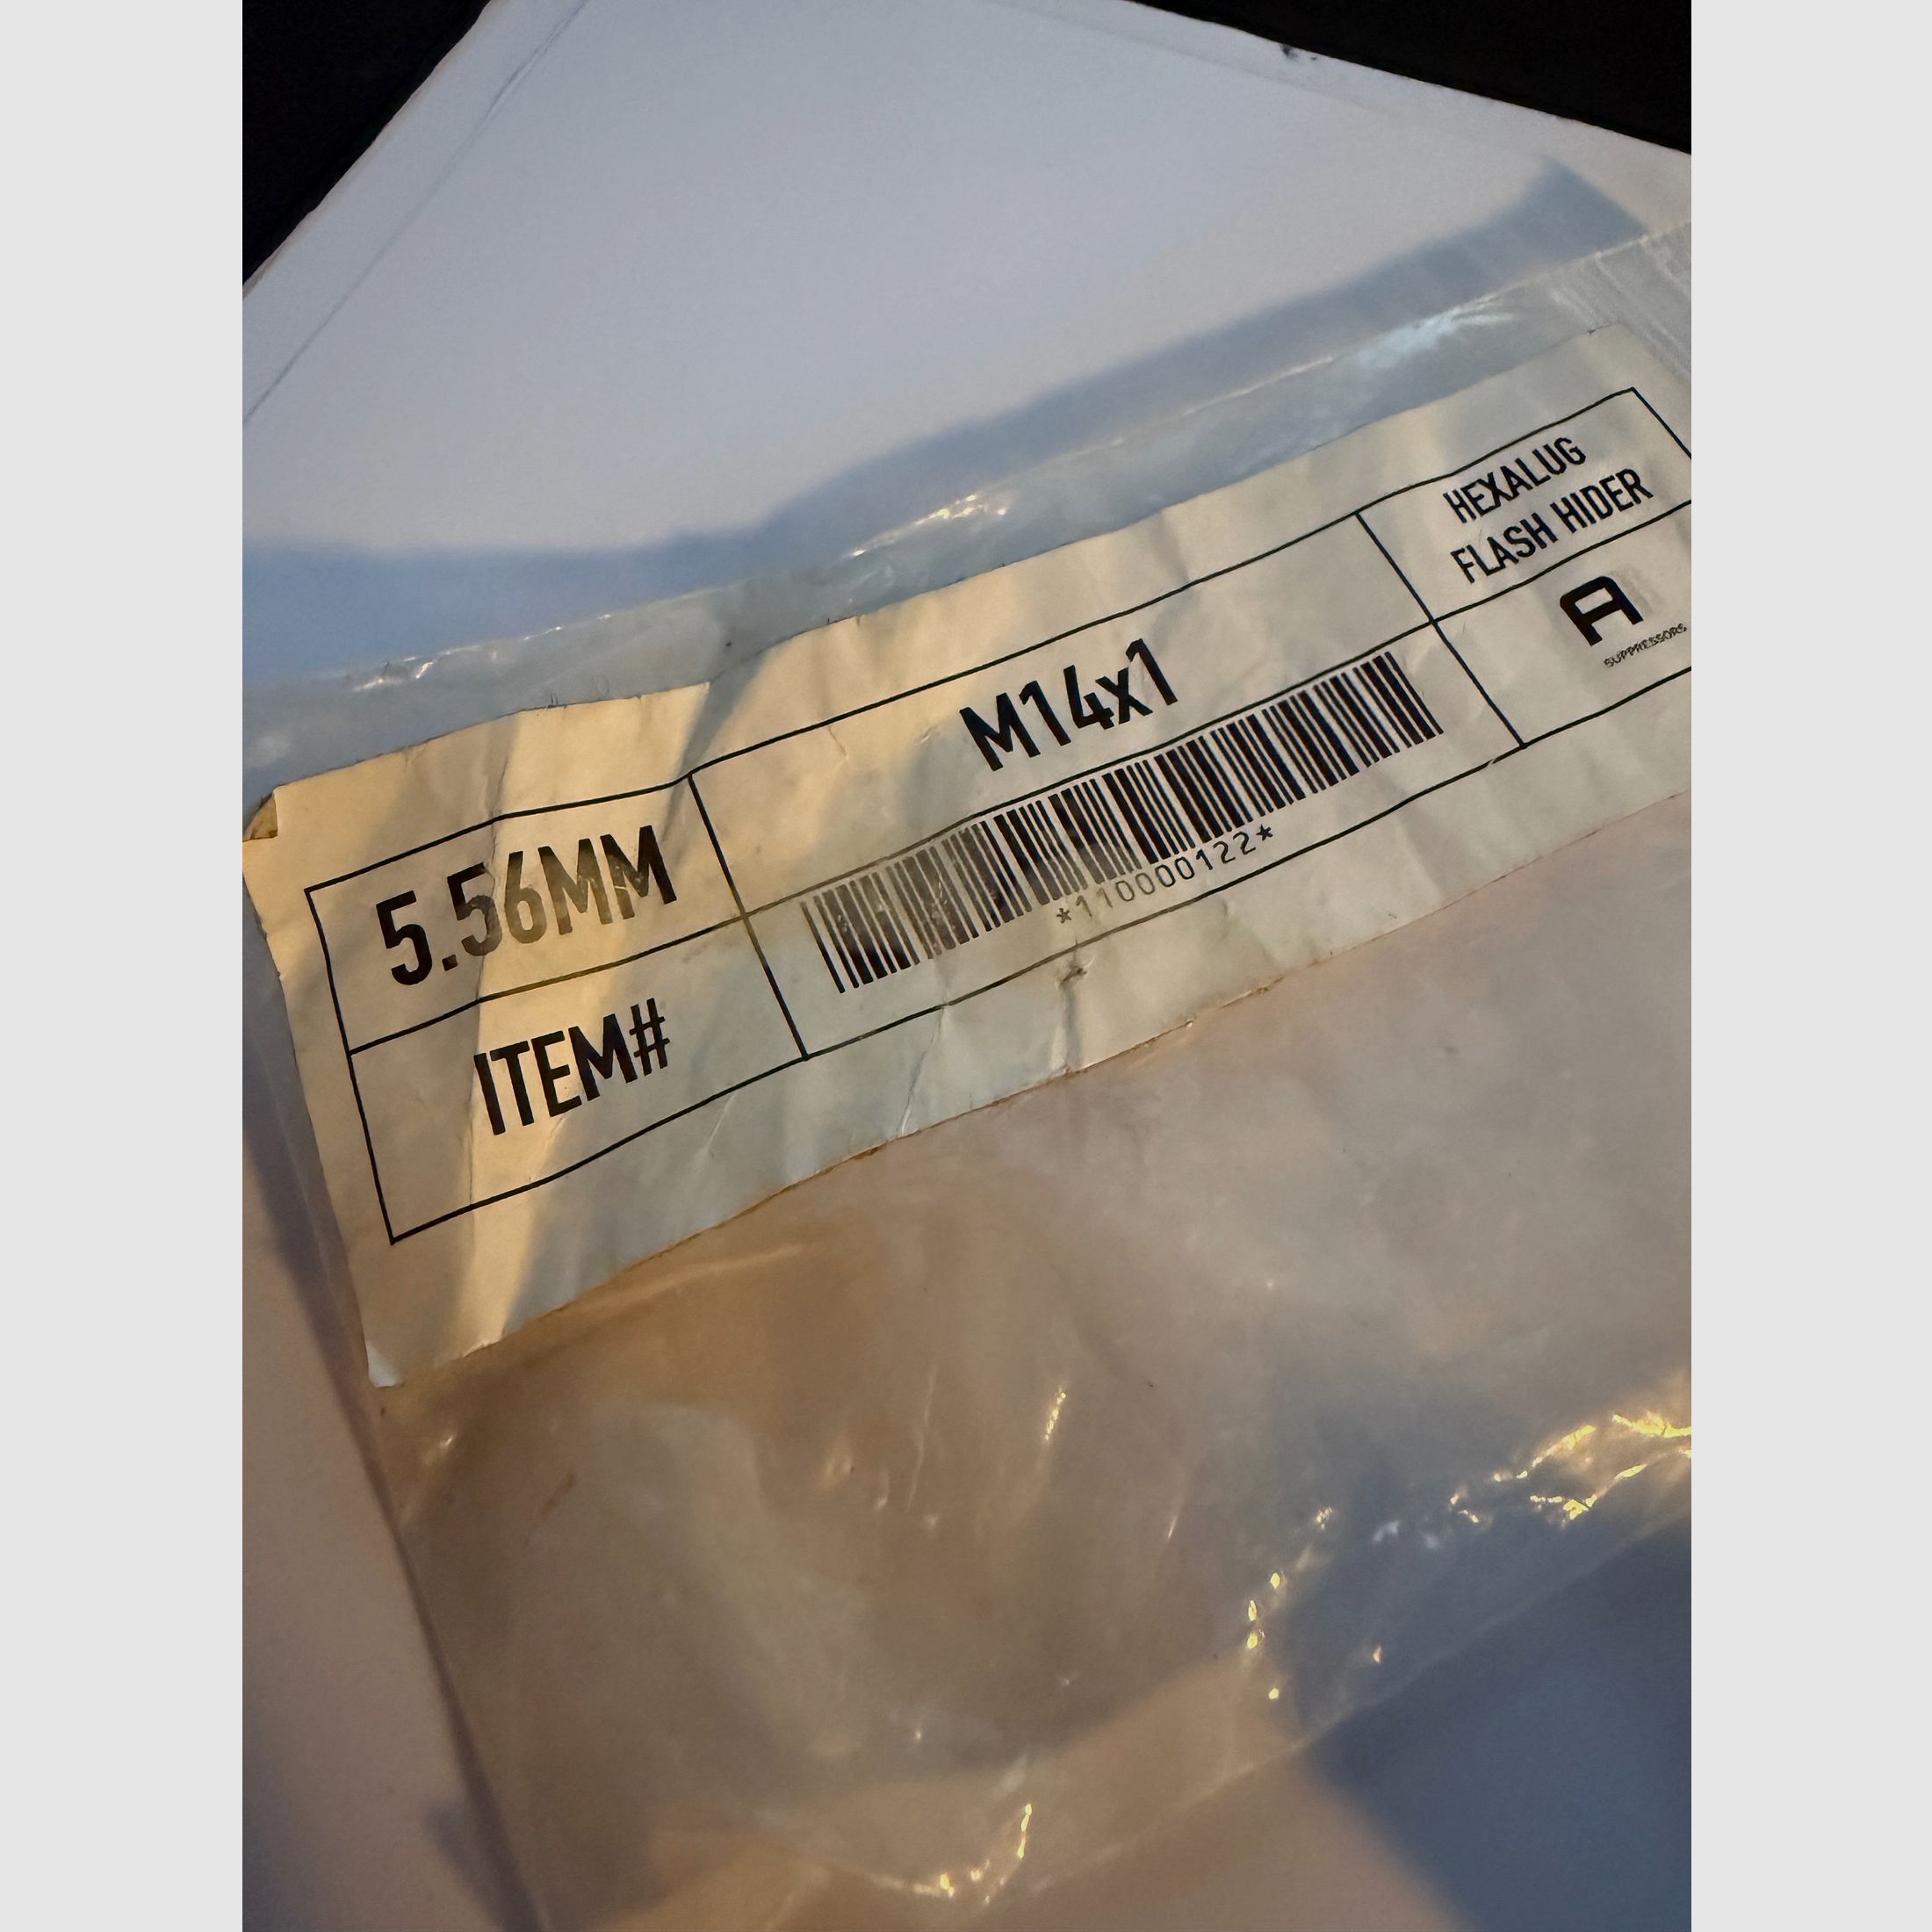 5.56MM
M14x1
HEXALUG
FLASH HIDER
ITEM#
*110000122*
A
SUPPRESSORS